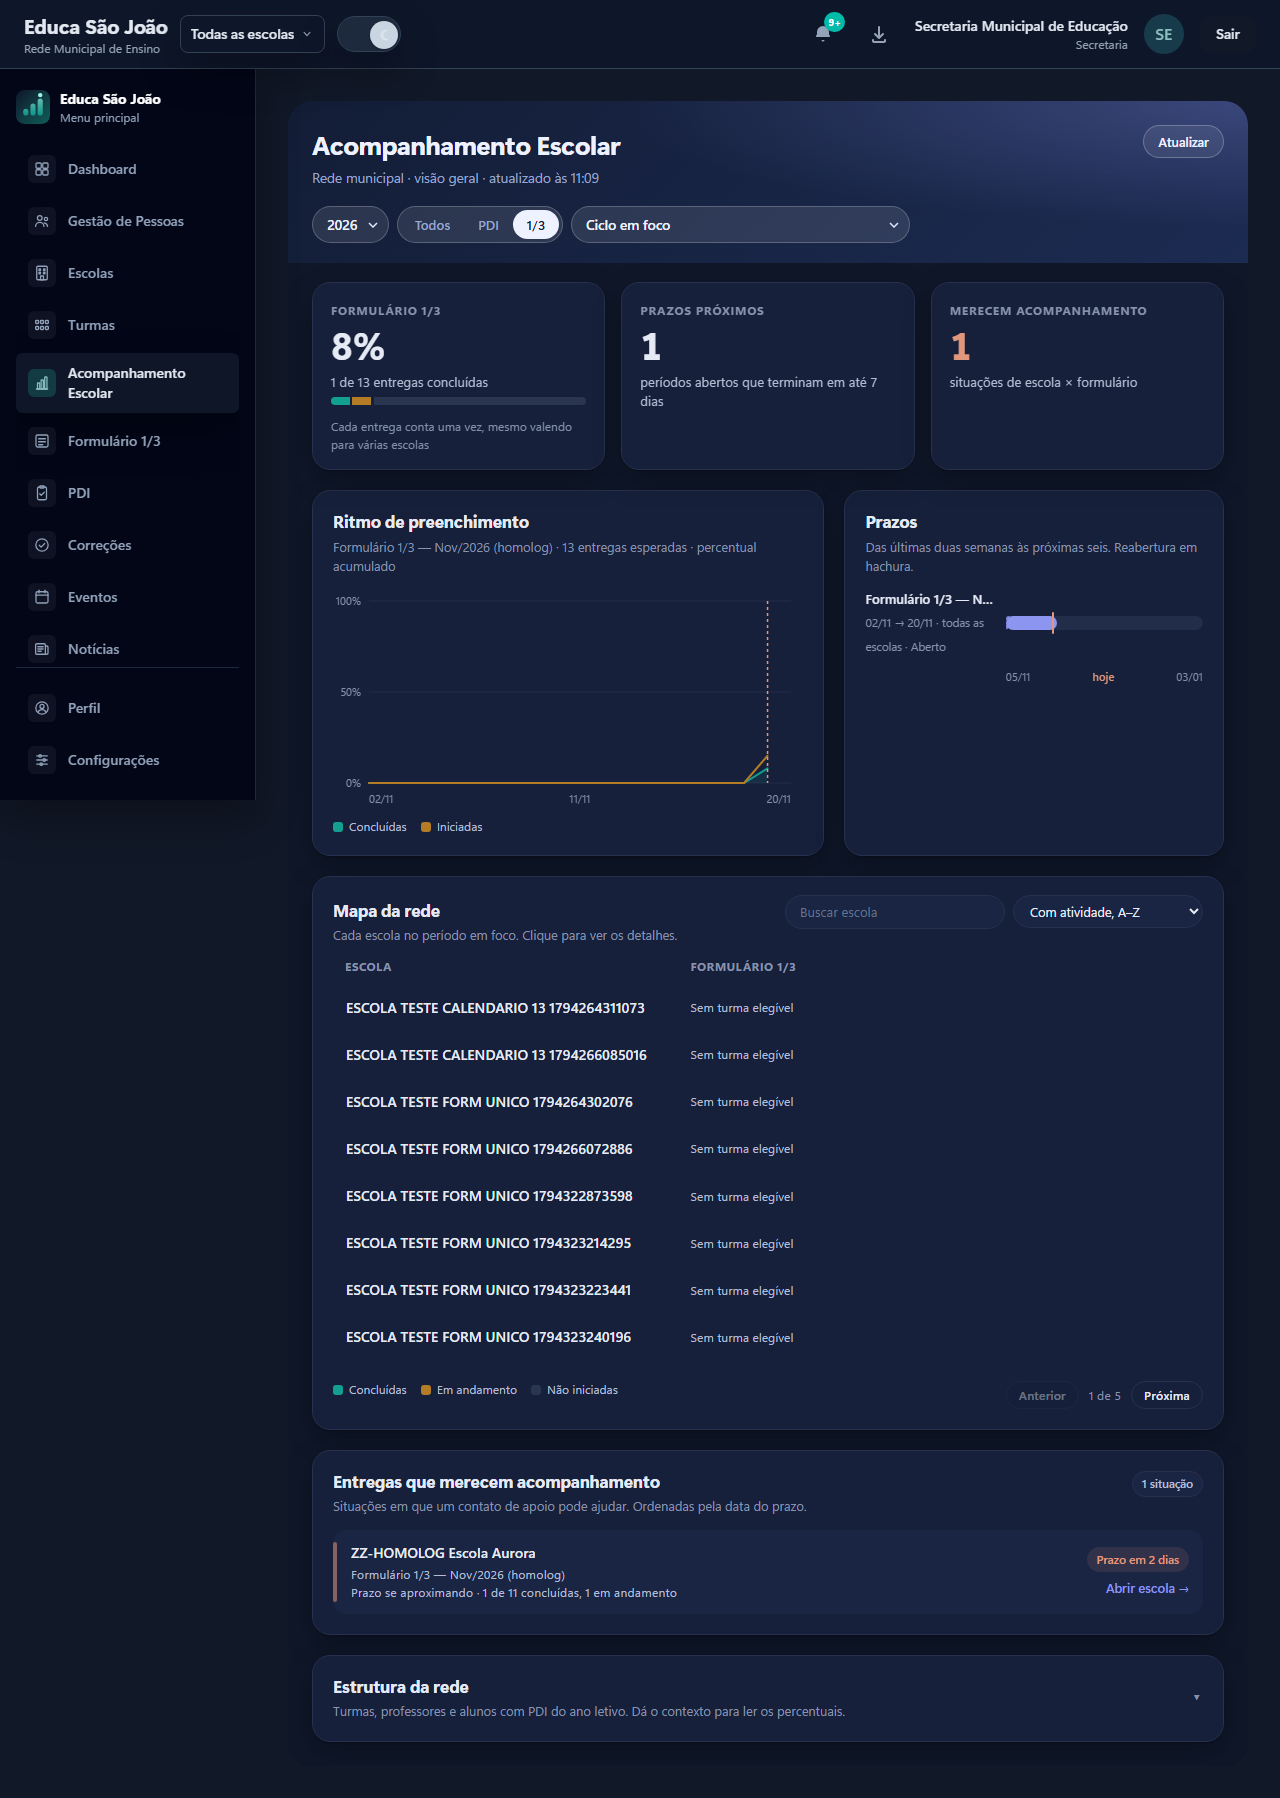 Educa São João
Rede Municipal de Ensino
Todas as escolas
9+
Secretaria Municipal de Educação
Secretaria
SE
Sair
Educa São João
Menu principal
Dashboard
Gestão de Pessoas
Escolas
Turmas
Acompanhamento
Escolar
Formulário 1/3
PDI
Correções
Eventos
Notícias
Perfil
Configurações
Acompanhamento Escolar
Atualizar
Rede municipal · visão geral · atualizado às 11:09
2026
Todos
PDI
1/3
Ciclo em foco
FORMULÁRIO 1/3
8%
1 de 13 entregas concluídas
Cada entrega conta uma vez, mesmo valendo
para várias escolas
PRAZOS PRÓXIMOS
1
períodos abertos que terminam em até 7
dias
MERECEM ACOMPANHAMENTO
1
situações de escola × formulário
Ritmo de preenchimento
Formulário 1/3 — Nov/2026 (homolog) · 13 entregas esperadas · percentual
acumulado
100%
50%
0%
02/11
11/11
20/11
Concluídas
Iniciadas
Prazos
Das últimas duas semanas às próximas seis. Reabertura em
hachura.
Formulário 1/3 — N...
02/11 → 20/11 · todas as
escolas · Aberto
05/11
hoje
03/01
Mapa da rede
Cada escola no período em foco. Clique para ver os detalhes.
Buscar escola
Com atividade, A–Z
ESCOLA
FORMULÁRIO 1/3
ESCOLA TESTE CALENDARIO 13 1794264311073
Sem turma elegível
ESCOLA TESTE CALENDARIO 13 1794266085016
Sem turma elegível
ESCOLA TESTE FORM UNICO 1794264302076
Sem turma elegível
ESCOLA TESTE FORM UNICO 1794266072886
Sem turma elegível
ESCOLA TESTE FORM UNICO 1794322873598
Sem turma elegível
ESCOLA TESTE FORM UNICO 1794323214295
Sem turma elegível
ESCOLA TESTE FORM UNICO 1794323223441
Sem turma elegível
ESCOLA TESTE FORM UNICO 1794323240196
Sem turma elegível
Concluídas
Em andamento
Não iniciadas
Anterior
1 de 5
Próxima
Entregas que merecem acompanhamento
1 situação
Situações em que um contato de apoio pode ajudar. Ordenadas pela data do prazo.
ZZ-HOMOLOG Escola Aurora
Formulário 1/3 — Nov/2026 (homolog)
Prazo se aproximando · 1 de 11 concluídas, 1 em andamento
Prazo em 2 dias
Abrir escola →
Estrutura da rede
Turmas, professores e alunos com PDI do ano letivo. Dá o contexto para ler os percentuais.